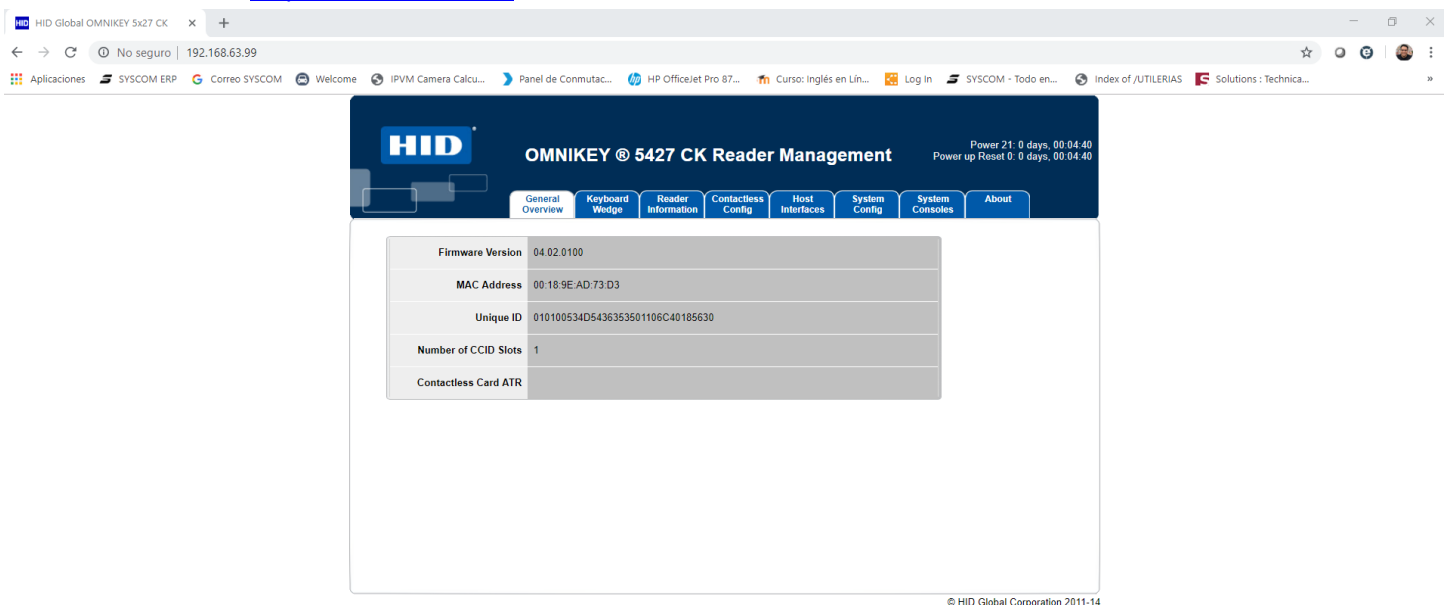 HID HID Global OMNIKEY 5x27 CK
No seguro | 192.168.63.99
Aplicaciones SYSCOM ERP Correo SYSCOM Welcome IPVM Camera Calcu... Panel de Conmutac... HP OfficeJet Pro 87... Curso: Inglés en Lín... Log In SYSCOM - Todo en... Index of /UTILERIAS Solutions : Technica... »
HID
OMNIKEY ® 5427 CK Reader Management
Power 21: 0 days, 00:04:40
Power up Reset 0: 0 days, 00:04:40
General Overview
Keyboard Wedge
Reader Information
Contactless Config
Host Interfaces
System Config
System Consoles
About
Firmware Version 04.02.0100
MAC Address 00:18:9E:AD:73:D3
Unique ID 010100534D5436353501106C40185630
Number of CCID Slots 1
Contactless Card ATR
© HID Global Corporation 2011-14